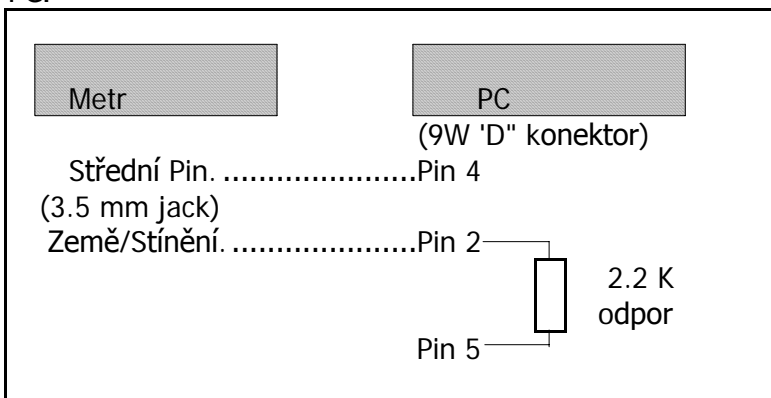 Metr PC
(9W 'D" konektor)
Střední Pin. ......................Pin 4
(3.5 mm jack)
Země/Stínění. .....................Pin 2
2.2 K
odpor
Pin 5